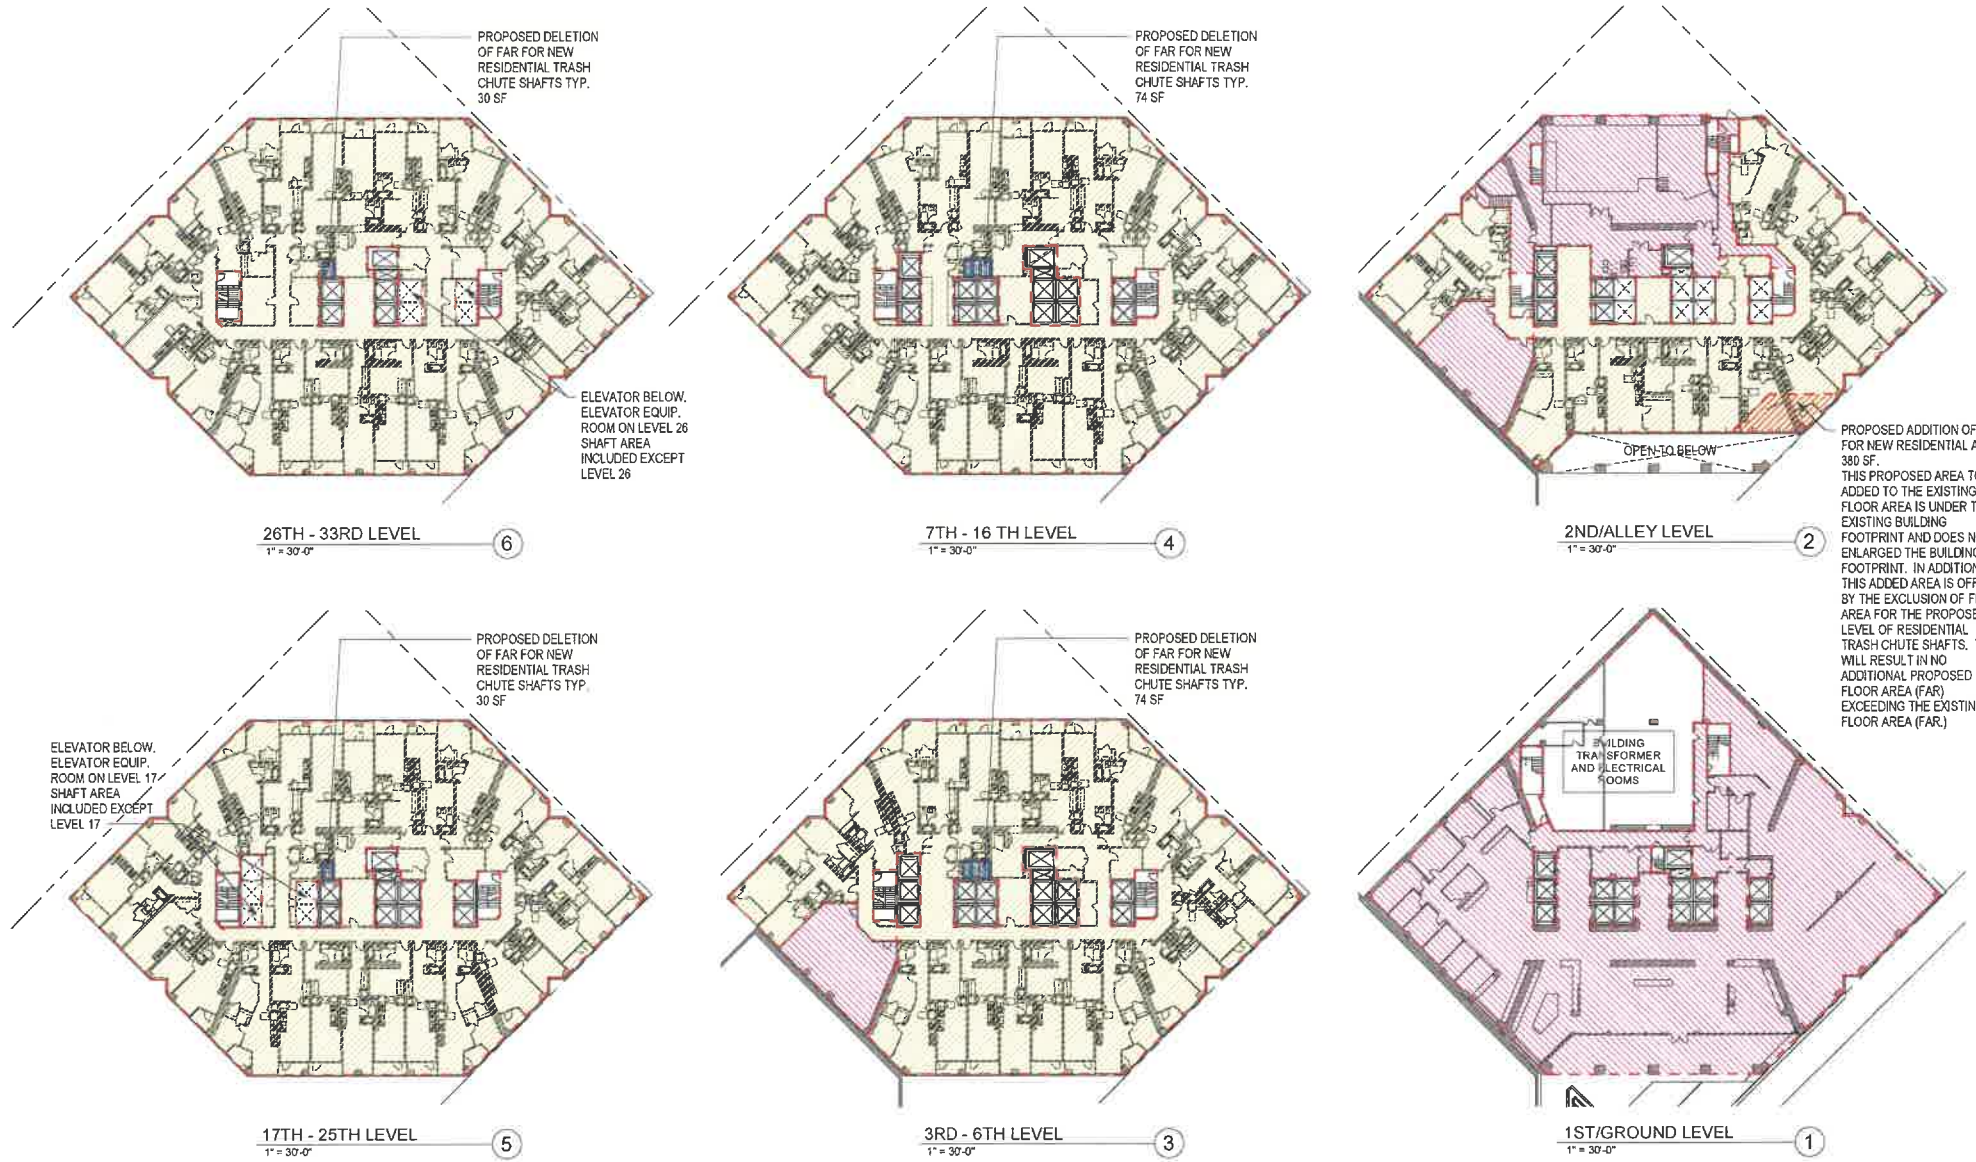 PROPOSED DELETION
OF FAR FOR NEW
RESIDENTIAL TRASH
CHUTE SHAFTS TYP.
30 SF
ELEVATOR BELOW.
ELEVATOR EQUIP.
ROOM ON LEVEL 26
SHAFT AREA
INCLUDED EXCEPT
LEVEL 26
26TH - 33RD LEVEL
1" = 30'-0"
6
PROPOSED DELETION
OF FAR FOR NEW
RESIDENTIAL TRASH
CHUTE SHAFTS TYP.
74 SF
7TH - 16 TH LEVEL
1" = 30'-0"
4
OPEN TO BELOW
2ND/ALLEY LEVEL
1" = 30'-0"
2
PROPOSED ADDITION OF
FOR NEW RESIDENTIAL A
380 SF.
THIS PROPOSED AREA TO
ADDED TO THE EXISTING
FLOOR AREA IS UNDER T
EXISTING BUILDING
FOOTPRINT AND DOES N
ENLARGED THE BUILDING
FOOTPRINT. IN ADDITION
THIS ADDED AREA IS OFF
BY THE EXCLUSION OF F
AREA FOR THE PROPOSE
LEVEL OF RESIDENTIAL
TRASH CHUTE SHAFTS.
WILL RESULT IN NO
ADDITIONAL PROPOSED
FLOOR AREA (FAR)
EXCEEDING THE EXISTIN
FLOOR AREA (FAR.)
PROPOSED DELETION
OF FAR FOR NEW
RESIDENTIAL TRASH
CHUTE SHAFTS TYP.
30 SF
ELEVATOR BELOW.
ELEVATOR EQUIP.
ROOM ON LEVEL 17
SHAFT AREA
INCLUDED EXCEPT
LEVEL 17
17TH - 25TH LEVEL
1" = 30'-0"
5
PROPOSED DELETION
OF FAR FOR NEW
RESIDENTIAL TRASH
CHUTE SHAFTS TYP.
74 SF
3RD - 6TH LEVEL
1" = 30'-0"
3
BUILDING
TRANSFORMER
AND ELECTRICAL
ROOMS
1ST/GROUND LEVEL
1" = 30'-0"
1